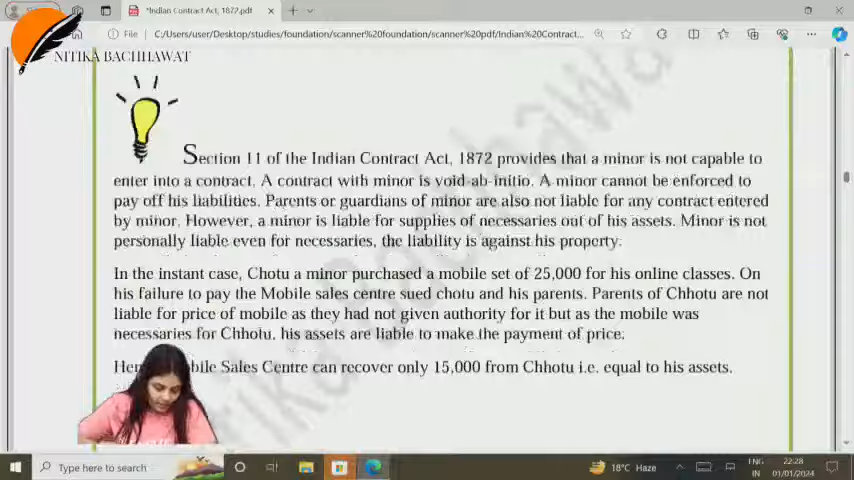 *Indian Contract Act, 1872.pdf
File
C:/Users/user/Desktop/studies/foundation/scanner%20foundation/scanner%20pdf/Indian%20Contract...
NITIKA BACHHAWAT
Section 11 of the Indian Contract Act, 1872 provides that a minor is not capable to
enter into a contract. A contract with minor is void-ab-initio. A minor cannot be enforced to
pay off his liabilities. Parents or guardians of minor are also not liable for any contract entered
by minor. However, a minor is liable for supplies of necessaries out of his assets. Minor is not
personally liable even for necessaries, the liability is against his property.
In the instant case, Chotu a minor purchased a mobile set of 25,000 for his online classes. On
his failure to pay the Mobile sales centre sued chotu and his parents. Parents of Chhotu are not
liable for price of mobile as they had not given authority for it but as the mobile was
necessaries for Chhotu, his assets are liable to make the payment of price.
Sales Centre can recover only 15,000 from Chhotu i.e. equal to his assets.
Nitika Bachhawat
Type here to search
18°C Haze
ENG
IN
22:28
01/01/2024